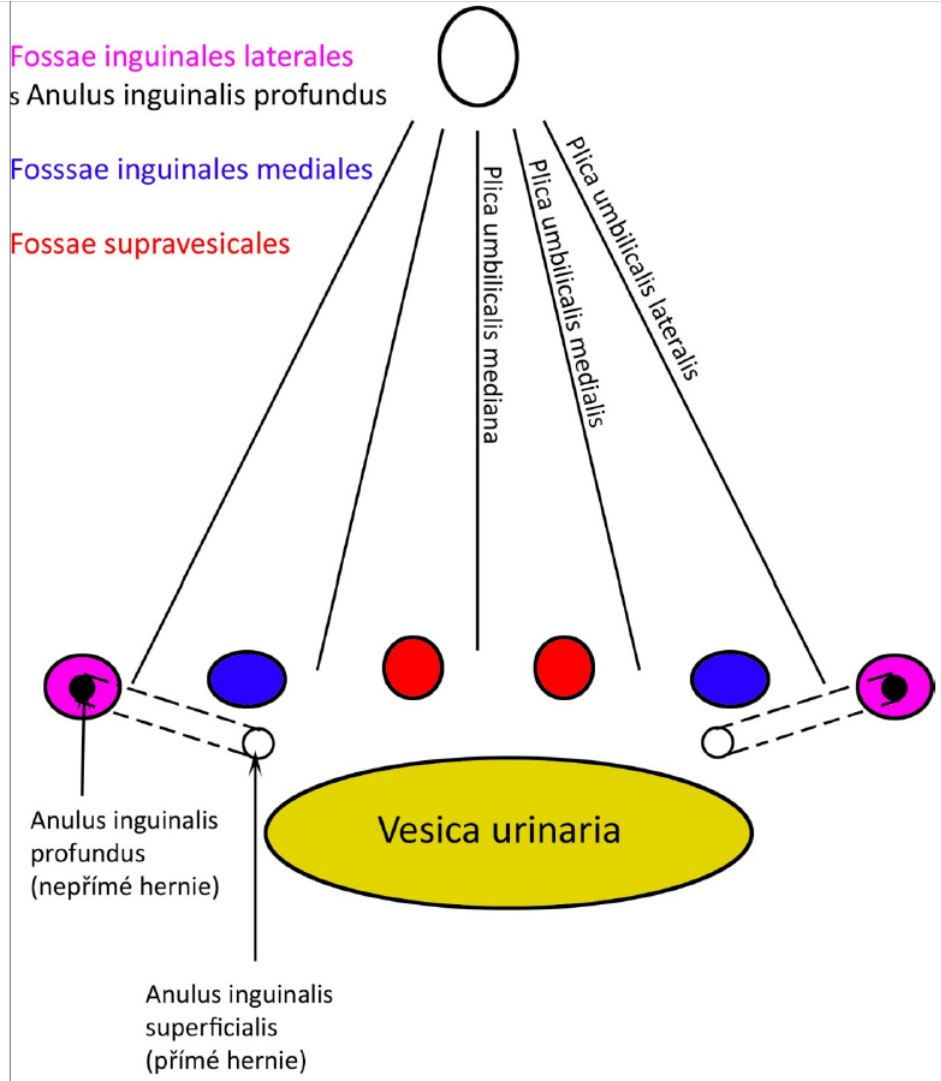 Fossae inguinales laterales
s Anulus inguinalis profundus
Fosssae inguinales mediales
Fossae supravesicales
Plica umbilicalis mediana
Plica umbilicalis medialis
Plica umbilicalis lateralis
Vesica urinaria
Anulus inguinalis
profundus
(nepřímé hernie)
Anulus inguinalis
superficialis
(přímé hernie)